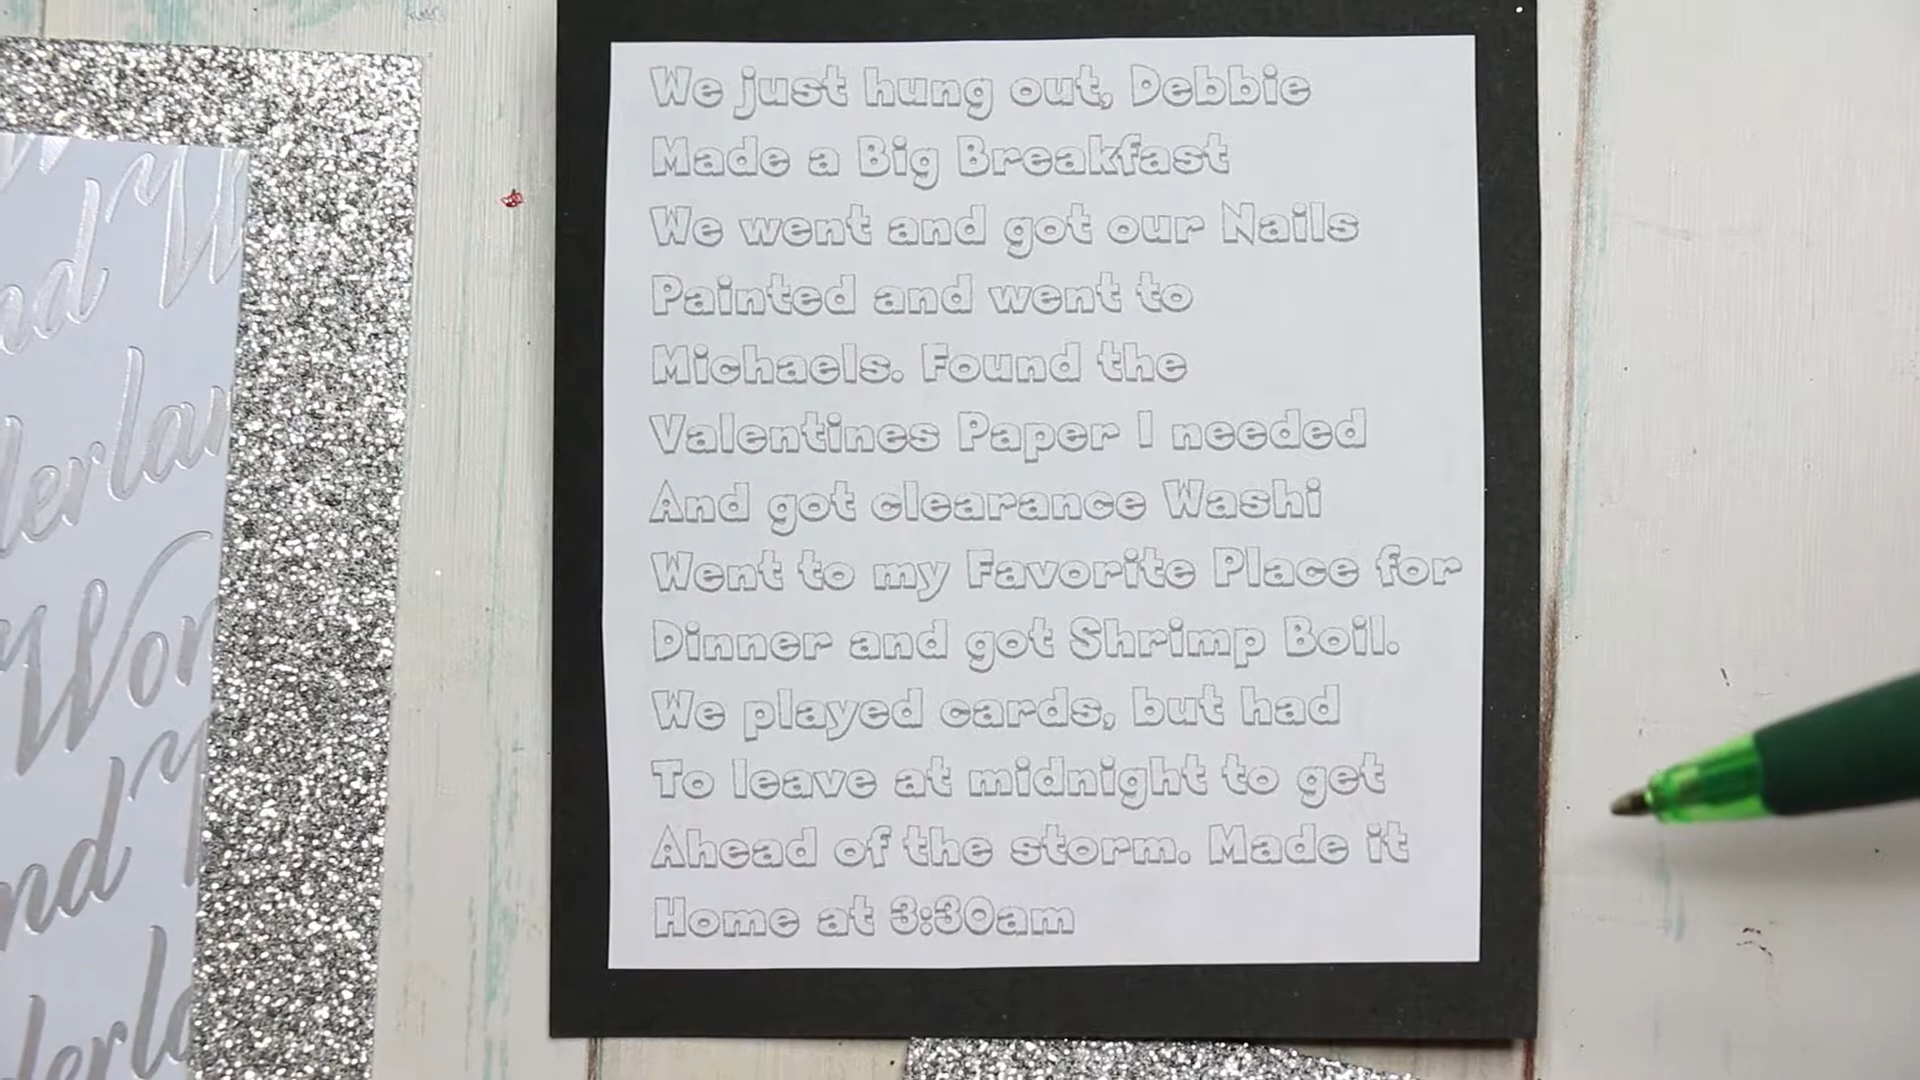 We just hung out, Debbie
Made a Big Breakfast
We went and got our Nails
Painted and went to
Michaels. Found the
Valentines Paper I needed
And got clearance Washi
Went to my Favorite Place for
Dinner and got Shrimp Boil.
We played cards, but had
To leave at midnight to get
Ahead of the storm. Made it
Home at 3:30am